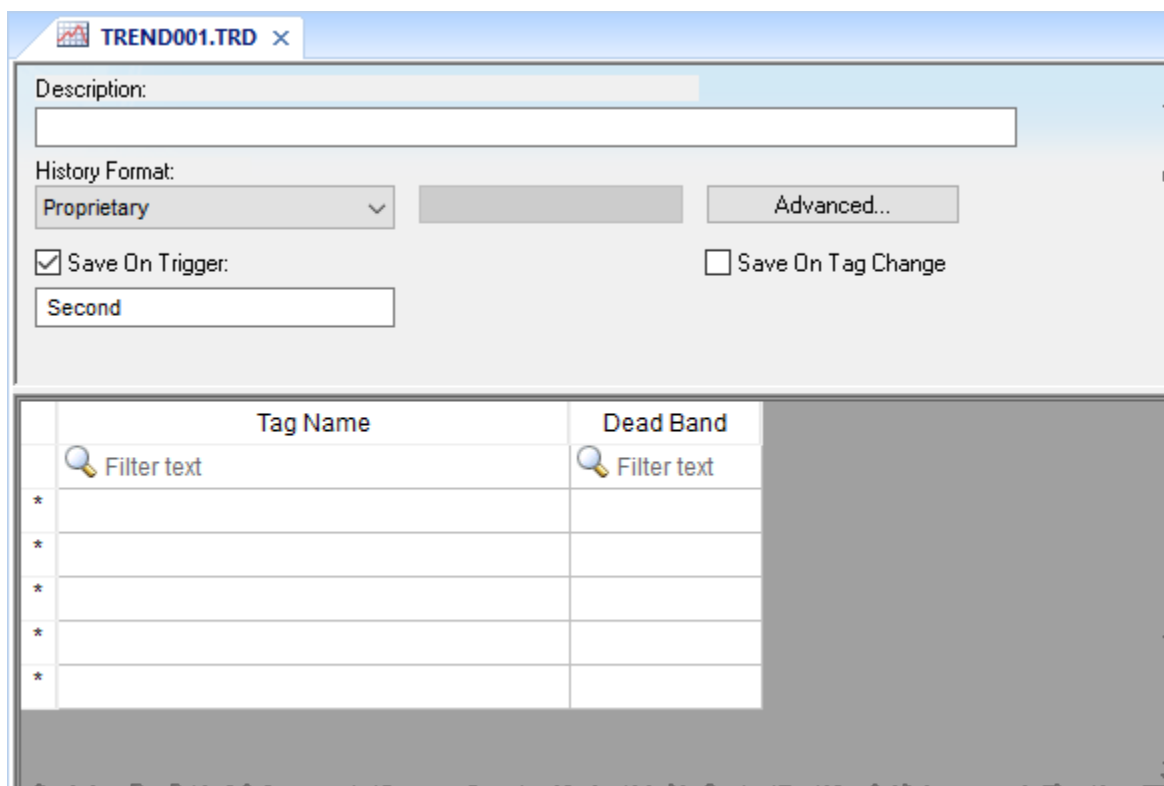 TREND001.TRD ×
Description:
History Format:
Proprietary
Advanced...
Save On Trigger:
Save On Tag Change
Second
Tag Name
Dead Band
Filter text
Filter text
*
*
*
*
*